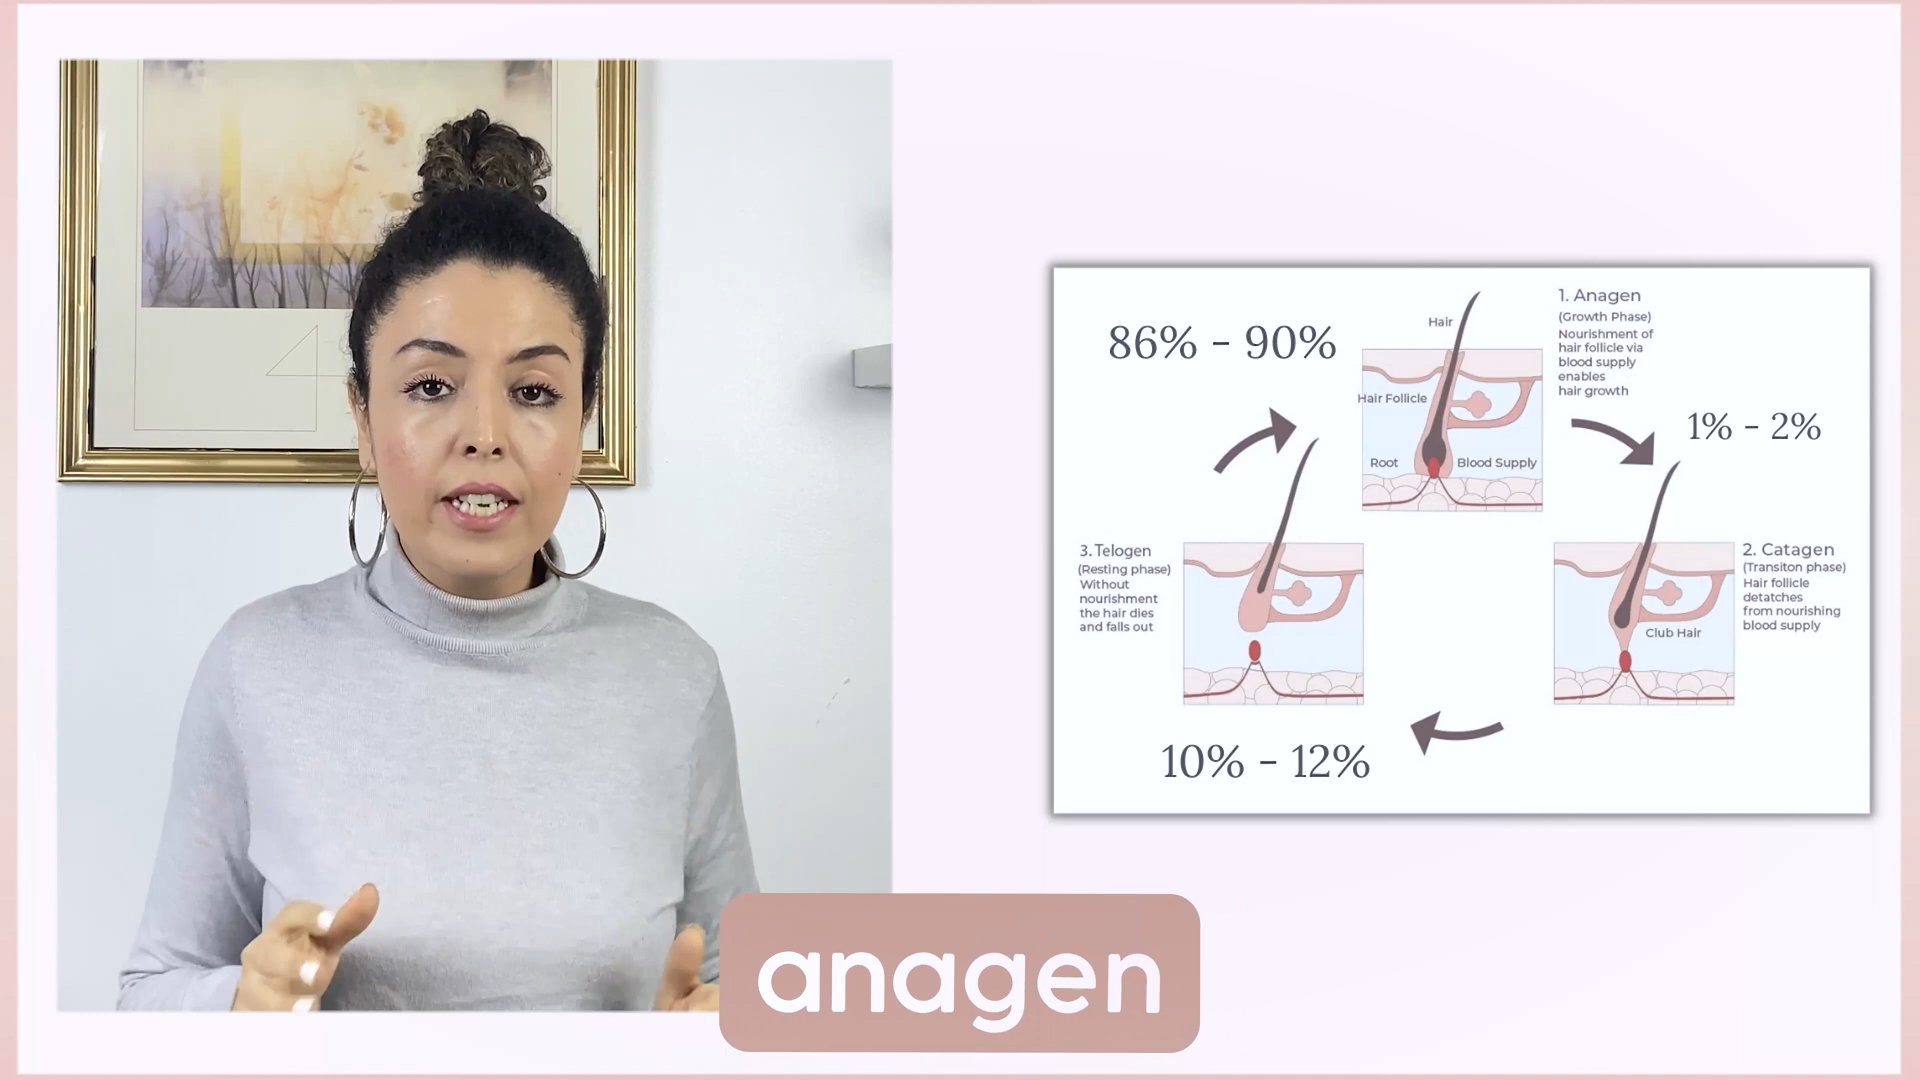 86% - 90%
Hair
1. Anagen
(Growth Phase)
Nourishment of
hair follicle via
blood supply
enables
hair growth
Hair Follicle
Root
Blood Supply
1% - 2%
3. Telogen
(Resting phase)
Without
nourishment
the hair dies
and falls out
2. Catagen
(Transiton phase)
Hair follicle
detatches
from nourishing
blood supply
Club Hair
10% - 12%
anagen